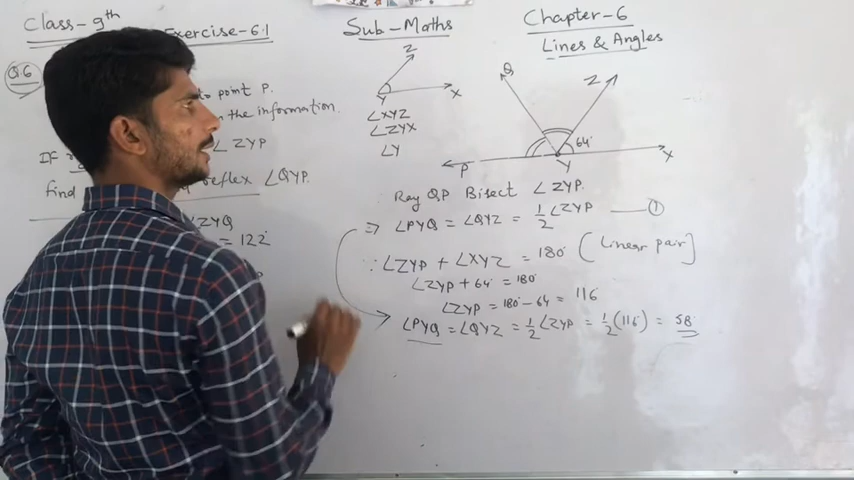 Class-9th
Exercise-6.1
Sub-Maths
Chapter-6
Lines & Angles
Q.6
to point P.
the information.
If
∠ZYP
find
reflex ∠QYP.
∠ZYQ
= 122°
Z
Y
X
∠XYZ
∠ZYX
∠Y
Q
Z
64°
P
Y
X
Ray QP Bisect ∠ZYP.
⇒ ∠PYQ = ∠QYZ = 1/2 ∠ZYP —— ①
∵ ∠ZYP + ∠XYZ = 180° (Linear pair]
∠ZYP + 64° = 180°
∠ZYP = 180° - 64 = 116
∠PYQ = ∠QYZ = 1/2 ∠ZYP = 1/2 (116) = 58